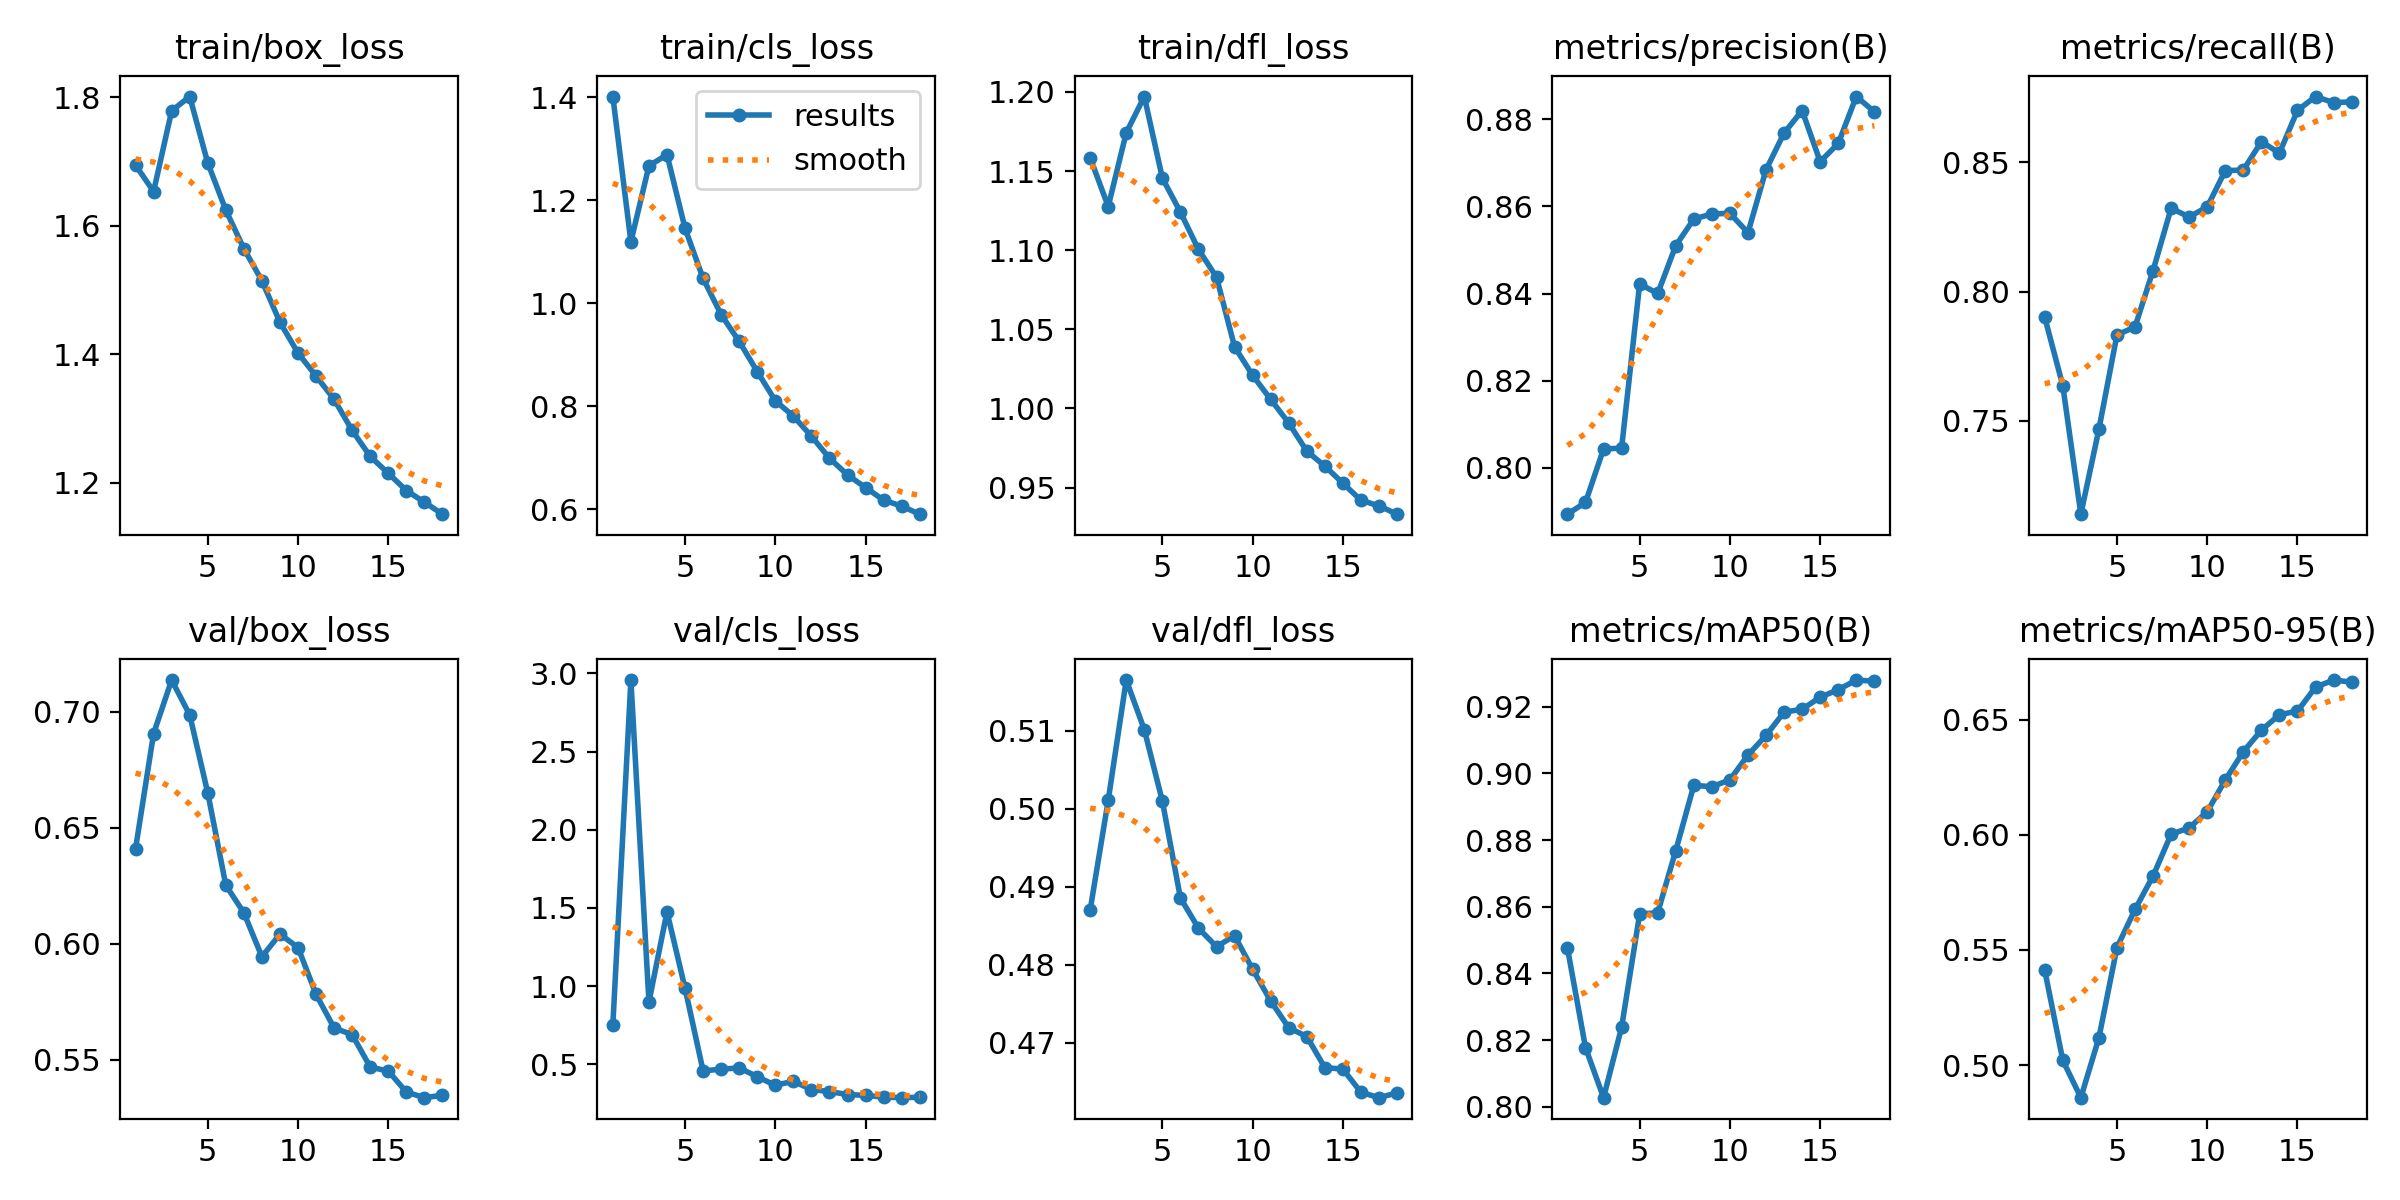 train/box_loss
1.8
1.6
1.4
1.2
5 10 15
train/cls_loss
results
smooth
1.4
1.2
1.0
0.8
0.6
5 10 15
train/dfl_loss
1.20
1.15
1.10
1.05
1.00
0.95
5 10 15
metrics/precision(B)
0.88
0.86
0.84
0.82
0.80
5 10 15
metrics/recall(B)
0.85
0.80
0.75
5 10 15
val/box_loss
0.70
0.65
0.60
0.55
5 10 15
val/cls_loss
3.0
2.5
2.0
1.5
1.0
0.5
5 10 15
val/dfl_loss
0.51
0.50
0.49
0.48
0.47
5 10 15
metrics/mAP50(B)
0.92
0.90
0.88
0.86
0.84
0.82
0.80
5 10 15
metrics/mAP50-95(B)
0.65
0.60
0.55
0.50
5 10 15